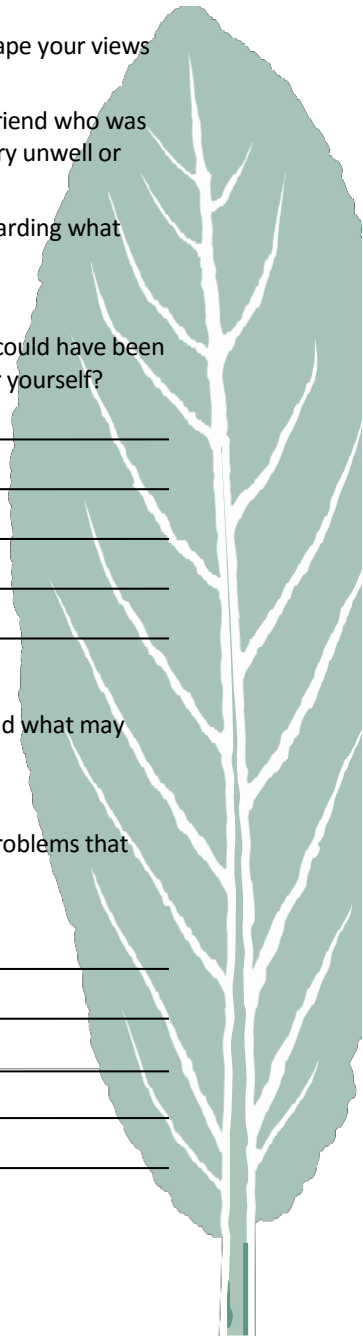 ape your views
riend who was
ry unwell or
arding what
could have been
r yourself?
d what may
roblems that